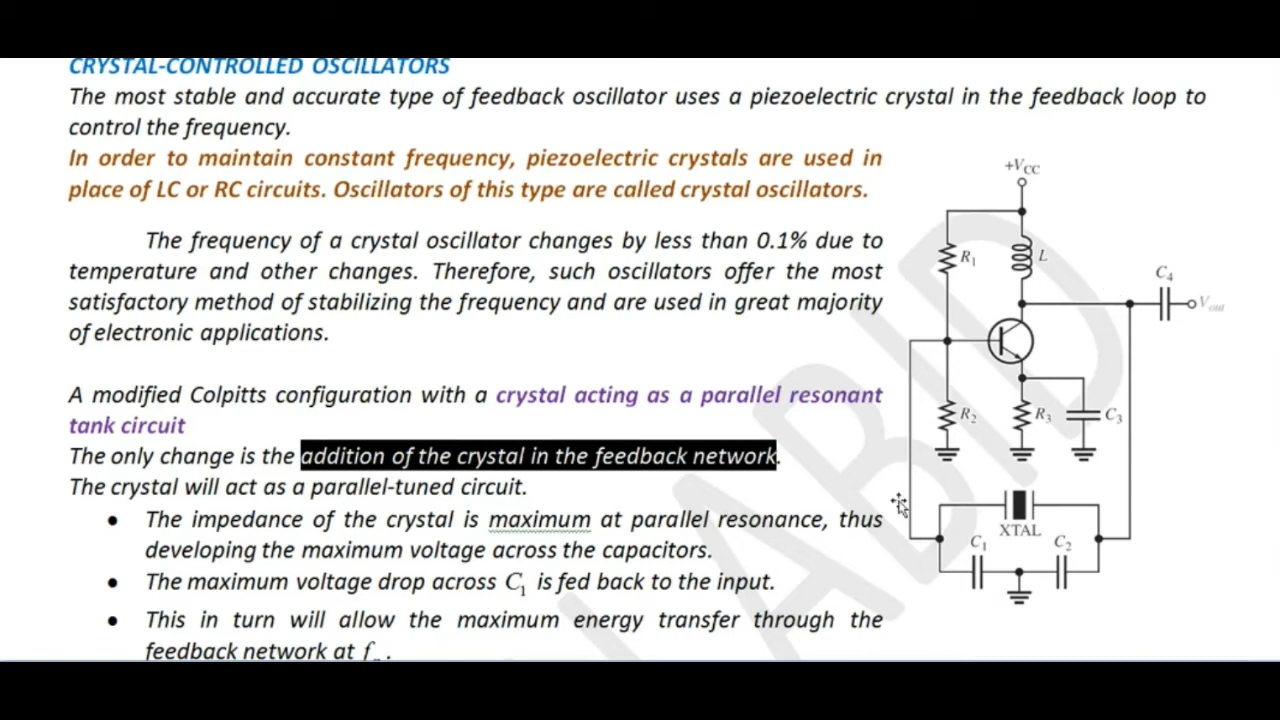 CRYSTAL-CONTROLLED OSCILLATORS
The most stable and accurate type of feedback oscillator uses a piezoelectric crystal in the feedback loop to
control the frequency.
In order to maintain constant frequency, piezoelectric crystals are used in
place of LC or RC circuits. Oscillators of this type are called crystal oscillators.
The frequency of a crystal oscillator changes by less than 0.1% due to
temperature and other changes. Therefore, such oscillators offer the most
satisfactory method of stabilizing the frequency and are used in great majority
of electronic applications.
A modified Colpitts configuration with a crystal acting as a parallel resonant
tank circuit
The only change is the addition of the crystal in the feedback network.
The crystal will act as a parallel-tuned circuit.
• The impedance of the crystal is maximum at parallel resonance, thus
developing the maximum voltage across the capacitors.
• The maximum voltage drop across C₁ is fed back to the input.
• This in turn will allow the maximum energy transfer through the
feedback network at f
+VCC
R₁
L
C₄
Vout
R₂
R₃
C₃
XTAL
C₁
C₂